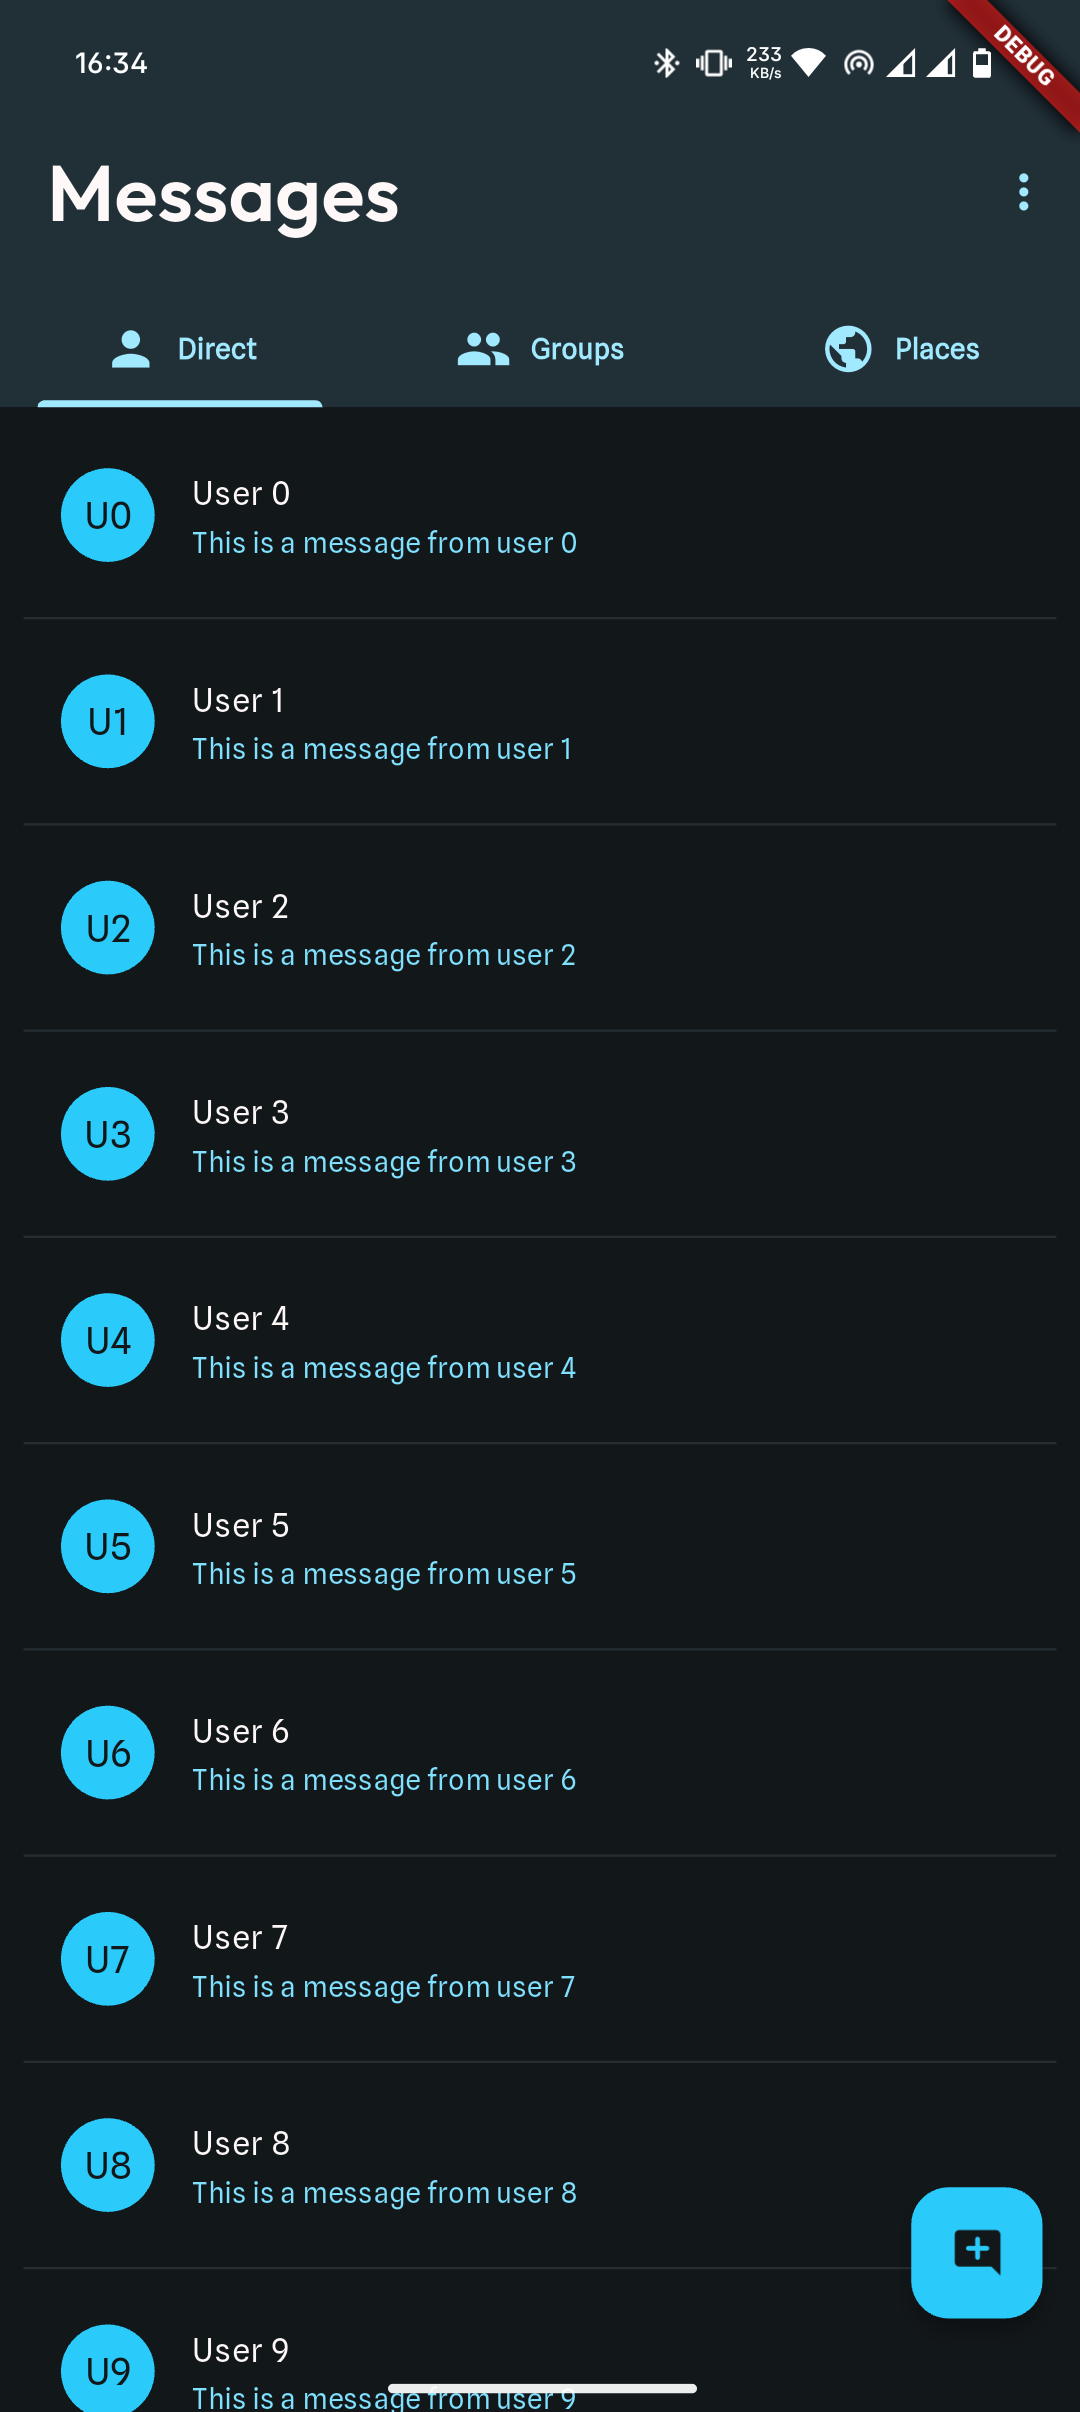 16:34
233
KB/s
DEBUG
Messages
Direct Groups Places
U0
User 0
This is a message from user 0
U1
User 1
This is a message from user 1
U2
User 2
This is a message from user 2
U3
User 3
This is a message from user 3
U4
User 4
This is a message from user 4
U5
User 5
This is a message from user 5
U6
User 6
This is a message from user 6
U7
User 7
This is a message from user 7
U8
User 8
This is a message from user 8
U9
User 9
This is a message from user 9